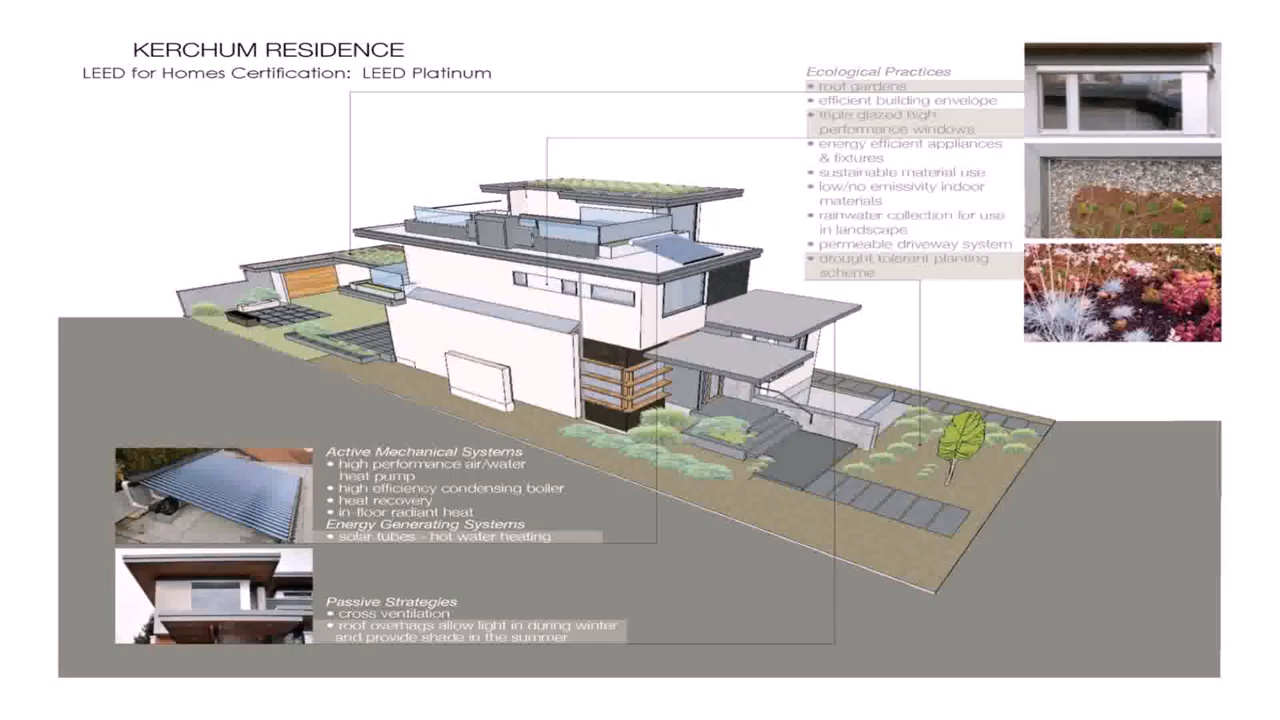 KERCHUM RESIDENCE
LEED for Homes Certification: LEED Platinum
Ecological Practices
• roof gardens
• efficient building envelope
• triple glazed high
performance windows
• energy efficient appliances
& fixtures
• sustainable material use
• low/no emissivity indoor
materials
• rainwater collection for use
in landscape
• permeable driveway system
• drought tolerant planting
scheme
Active Mechanical Systems
• high performance air/water
heat pump
• high efficiency condensing boiler
• heat recovery
• in-floor radiant heat
Energy Generating Systems
• solar tubes - hot water heating
Passive Strategies
• cross ventilation
• roof overhags allow light in during winter
and provide shade in the summer